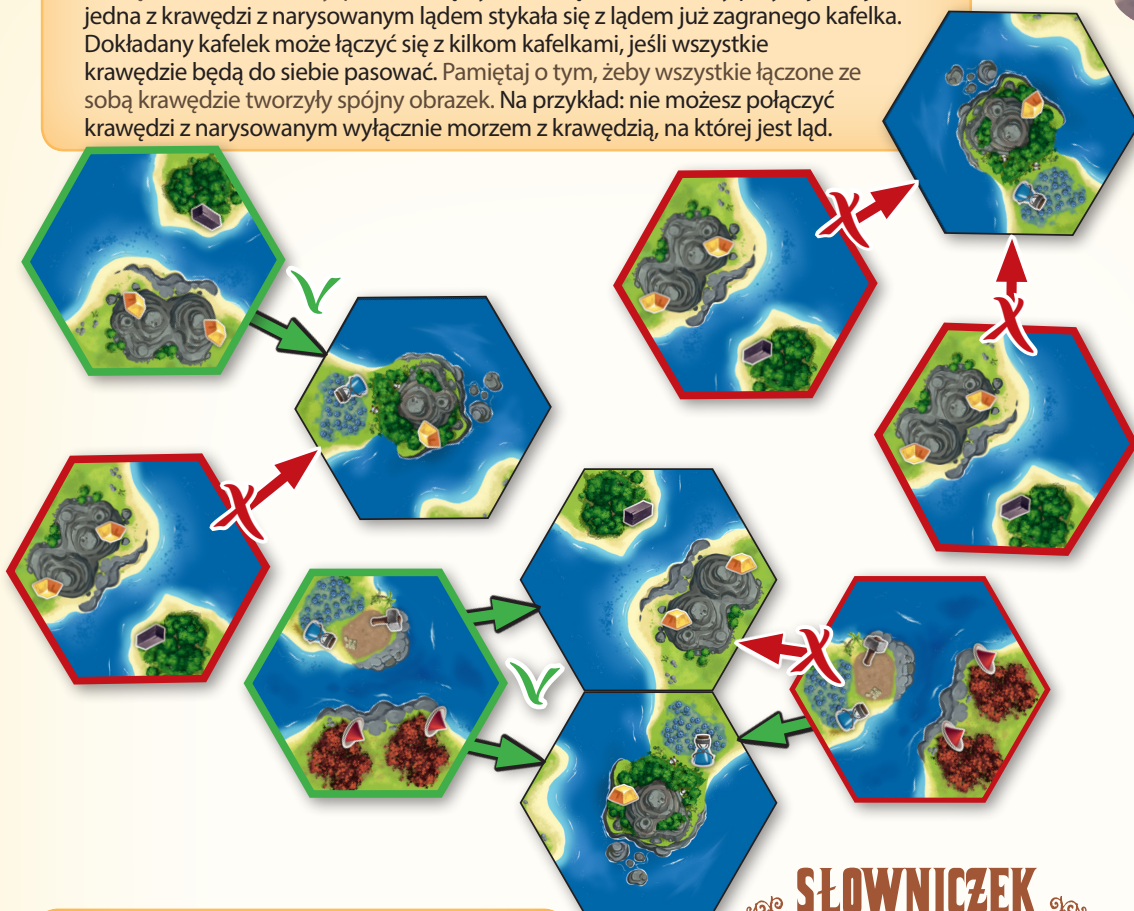 jedna z krawędzi z narysowanym lądem stykała się z lądem już zagranego kafelka.
Dokładany kafelek może łączyć się z kilkom kafelkami, jeśli wszystkie
krawędzie będą do siebie pasować. Pamiętaj o tym, żeby wszystkie łączone ze
sobą krawędzie tworzyły spójny obrazek. Na przykład: nie możesz połączyć
krawędzi z narysowanym wyłącznie morzem z krawędzią, na której jest ląd.
SŁOWNICZEK